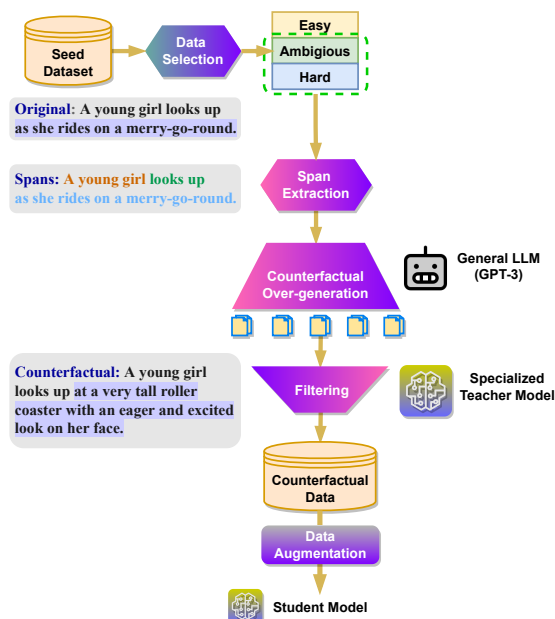 Seed
Dataset
Data
Selection
Easy
Ambigious
Hard
Original: A young girl looks up
as she rides on a merry-go-round.
Spans: A young girl looks up
as she rides on a merry-go-round.
Span
Extraction
Counterfactual
Over-generation
General LLM
(GPT-3)
Counterfactual: A young girl
looks up at a very tall roller
coaster with an eager and excited
look on her face.
Filtering
Specialized
Teacher Model
Counterfactual
Data
Data
Augmentation
Student Model